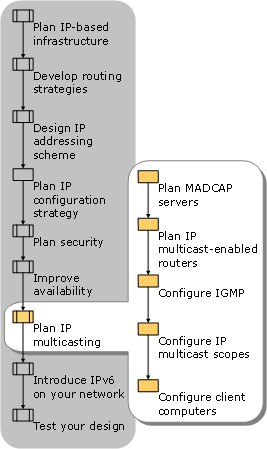 Plan IP-based
infrastructure
Develop routing
strategies
Design IP
addressing
scheme
Plan IP
configuration
strategy
Plan security
Improve
availability
Plan IP
multicasting
Introduce IPv6
on your network
Test your design
Plan MADCAP
servers
Plan IP
multicast-enabled
routers
Configure IGMP
Configure IP
multicast scopes
Configure client
computers